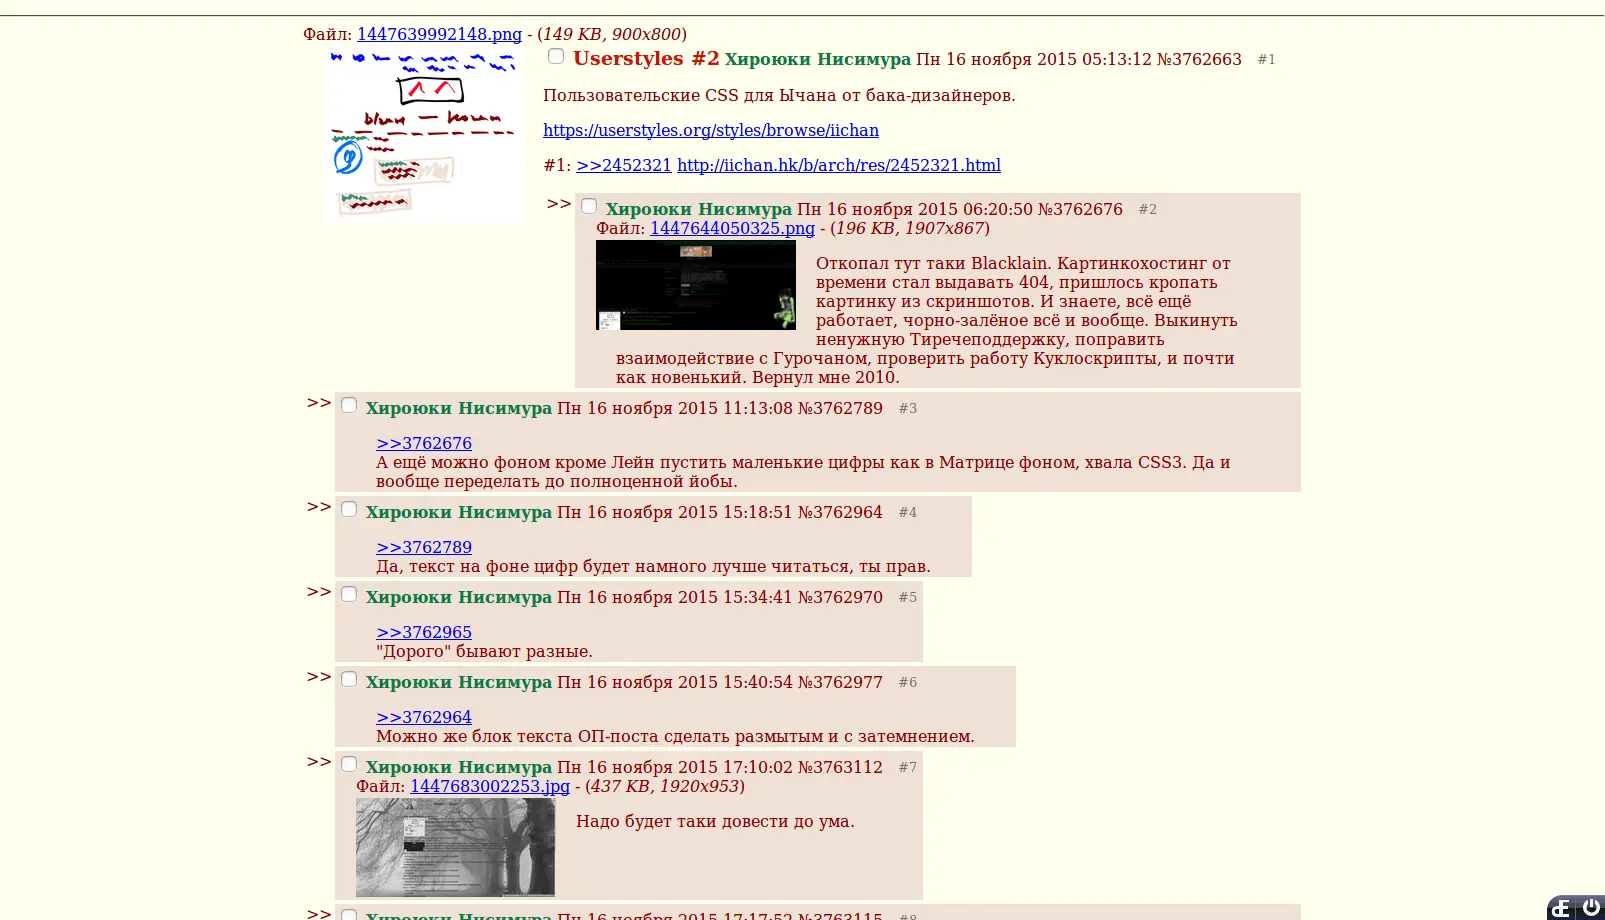 Файл: 1447639992148.png - (149 KB, 900x800)
Userstyles #2 Хироюки Нисимура Пн 16 ноября 2015 05:13:12 №3762663 #1
Пользовательские CSS для Ычана от бака-дизайнеров.
https://userstyles.org/styles/browse/iichan
#1: >>2452321 http://iichan.hk/b/arch/res/2452321.html
>> Хироюки Нисимура Пн 16 ноября 2015 06:20:50 №3762676 #2
Файл: 1447644050325.png - (196 KB, 1907x867)
Откопал тут таки Blacklain. Картинкохостинг от
времени стал выдавать 404, пришлось кропать
картинку из скриншотов. И знаете, всё ещё
работает, чорно-залёное всё и вообще. Выкинуть
ненужную Тиречеподдержку, поправить
взаимодействие с Гурочаном, проверить работу Куклоскрипты, и почти
как новенький. Вернул мне 2010.
>> Хироюки Нисимура Пн 16 ноября 2015 11:13:08 №3762789 #3
>>3762676
А ещё можно фоном кроме Лейн пустить маленькие цифры как в Матрице фоном, хвала CSS3. Да и
вообще переделать до полноценной йобы.
>> Хироюки Нисимура Пн 16 ноября 2015 15:18:51 №3762964 #4
>>3762789
Да, текст на фоне цифр будет намного лучше читаться, ты прав.
>> Хироюки Нисимура Пн 16 ноября 2015 15:34:41 №3762970 #5
>>3762965
"Дорого" бывают разные.
>> Хироюки Нисимура Пн 16 ноября 2015 15:40:54 №3762977 #6
>>3762964
Можно же блок текста ОП-поста сделать размытым и с затемнением.
>> Хироюки Нисимура Пн 16 ноября 2015 17:10:02 №3763112 #7
Файл: 1447683002253.jpg - (437 KB, 1920x953)
Надо будет таки довести до ума.
>> Хироюки Нисимура Пн 16 ноября 2015 17:17:52 №3763115 #8